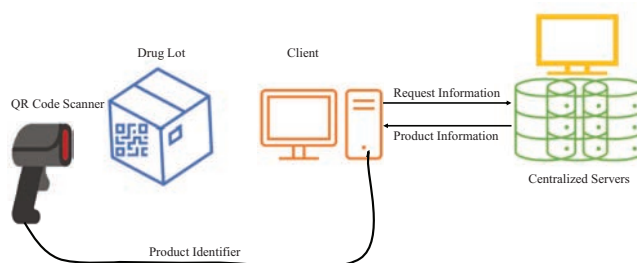 Drug Lot
Client
QR Code Scanner
Request Information
Product Information
Centralized Servers
Product Identifier